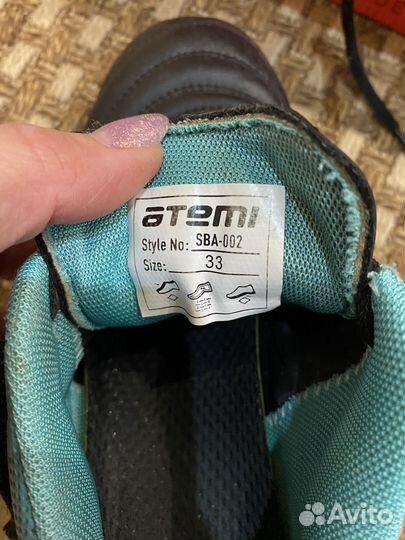 atemi
Style No: SBA-002
Size: 33
Avito